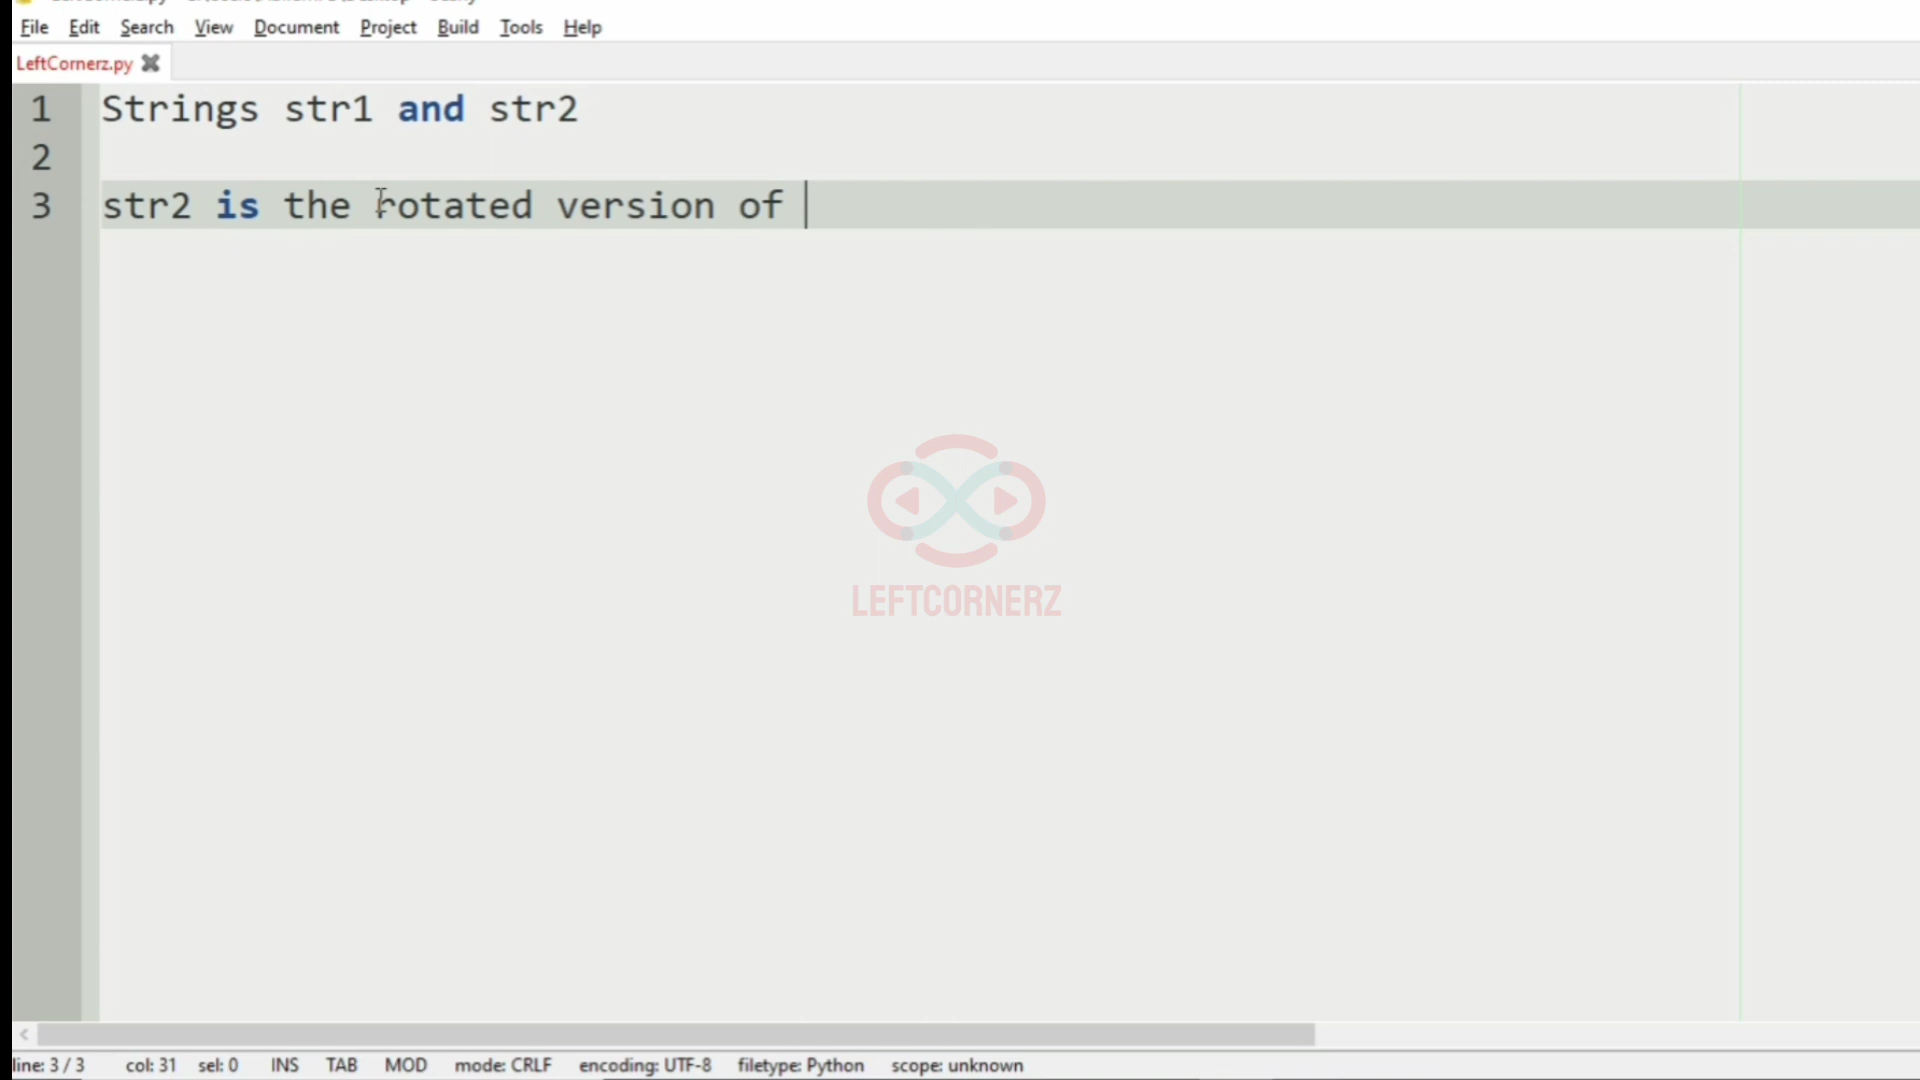 File Edit Search View Document Project Build Tools Help
LeftCornerz.py
1 Strings str1 and str2
2
3 str2 is the rotated version of
LEFTCORNERZ
line: 3 / 3 col: 31 sel: 0 INS TAB MOD mode: CRLF encoding: UTF-8 filetype: Python scope: unknown